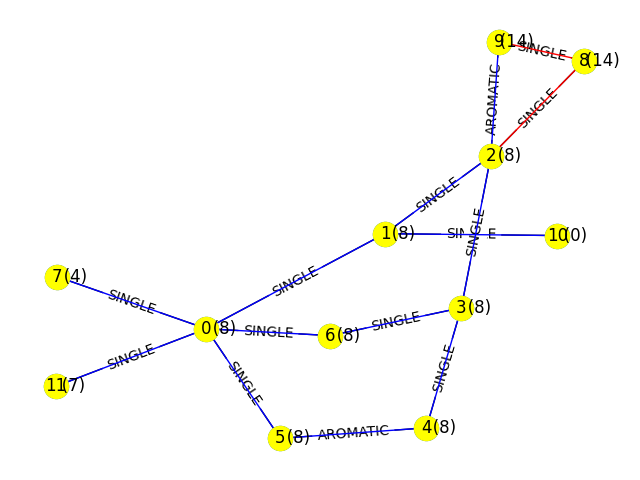 9(14)
SINGLE
8(14)
AROMATIC
SINGLE
2(8)
SINGLE
1(8)
SINGLE
10(0)
SINGLE
SINGLE
7(4)
SINGLE
3(8)
SINGLE
0(8)
SINGLE
6(8)
SINGLE
11(7)
SINGLE
SINGLE
5(8)
AROMATIC
4(8)